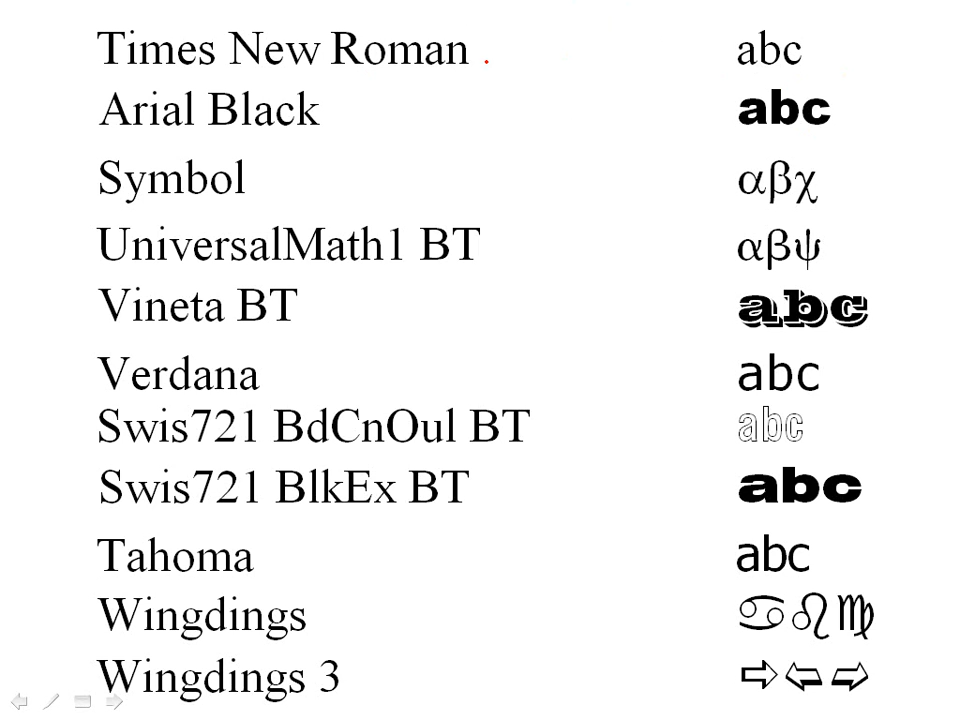 Times New Roman . abc
Arial Black abc
Symbol αβχ
UniversalMath1 BT αβψ
Vineta BT abc
Verdana abc
Swis721 BdCnOul BT abc
Swis721 BlkEx BT abc
Tahoma abc
Wingdings ♋♌♍
Wingdings 3 ➪➪➪